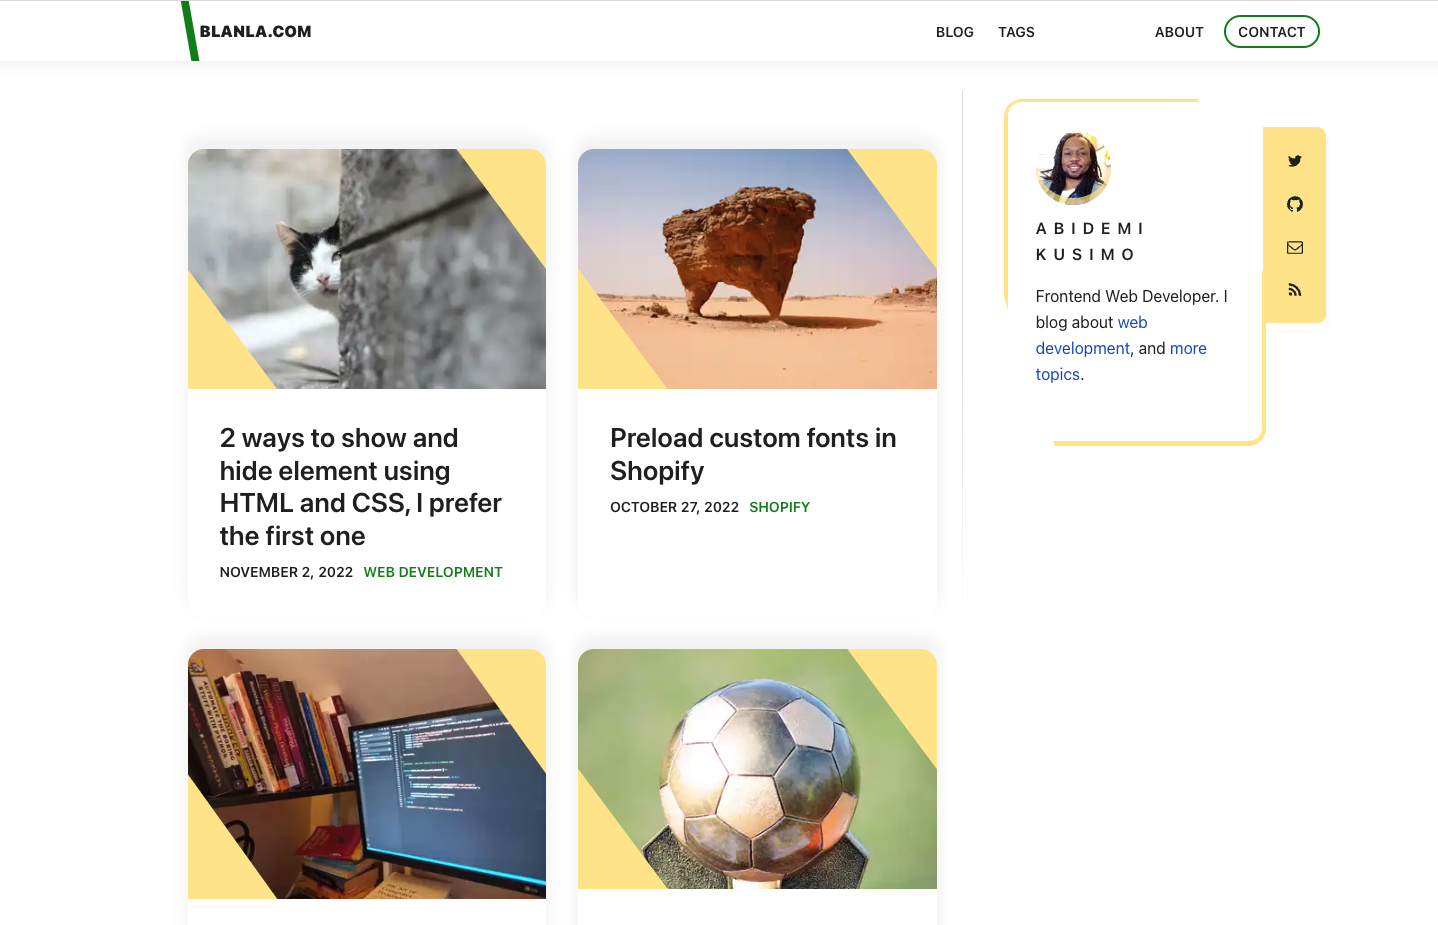 BLANLA.COM
BLOG TAGS ABOUT CONTACT
2 ways to show and
hide element using
HTML and CSS, I prefer
the first one
NOVEMBER 2, 2022 WEB DEVELOPMENT
Preload custom fonts in
Shopify
OCTOBER 27, 2022 SHOPIFY
ABIDEMI
KUSIMO
Frontend Web Developer. I
blog about web
development, and more
topics.